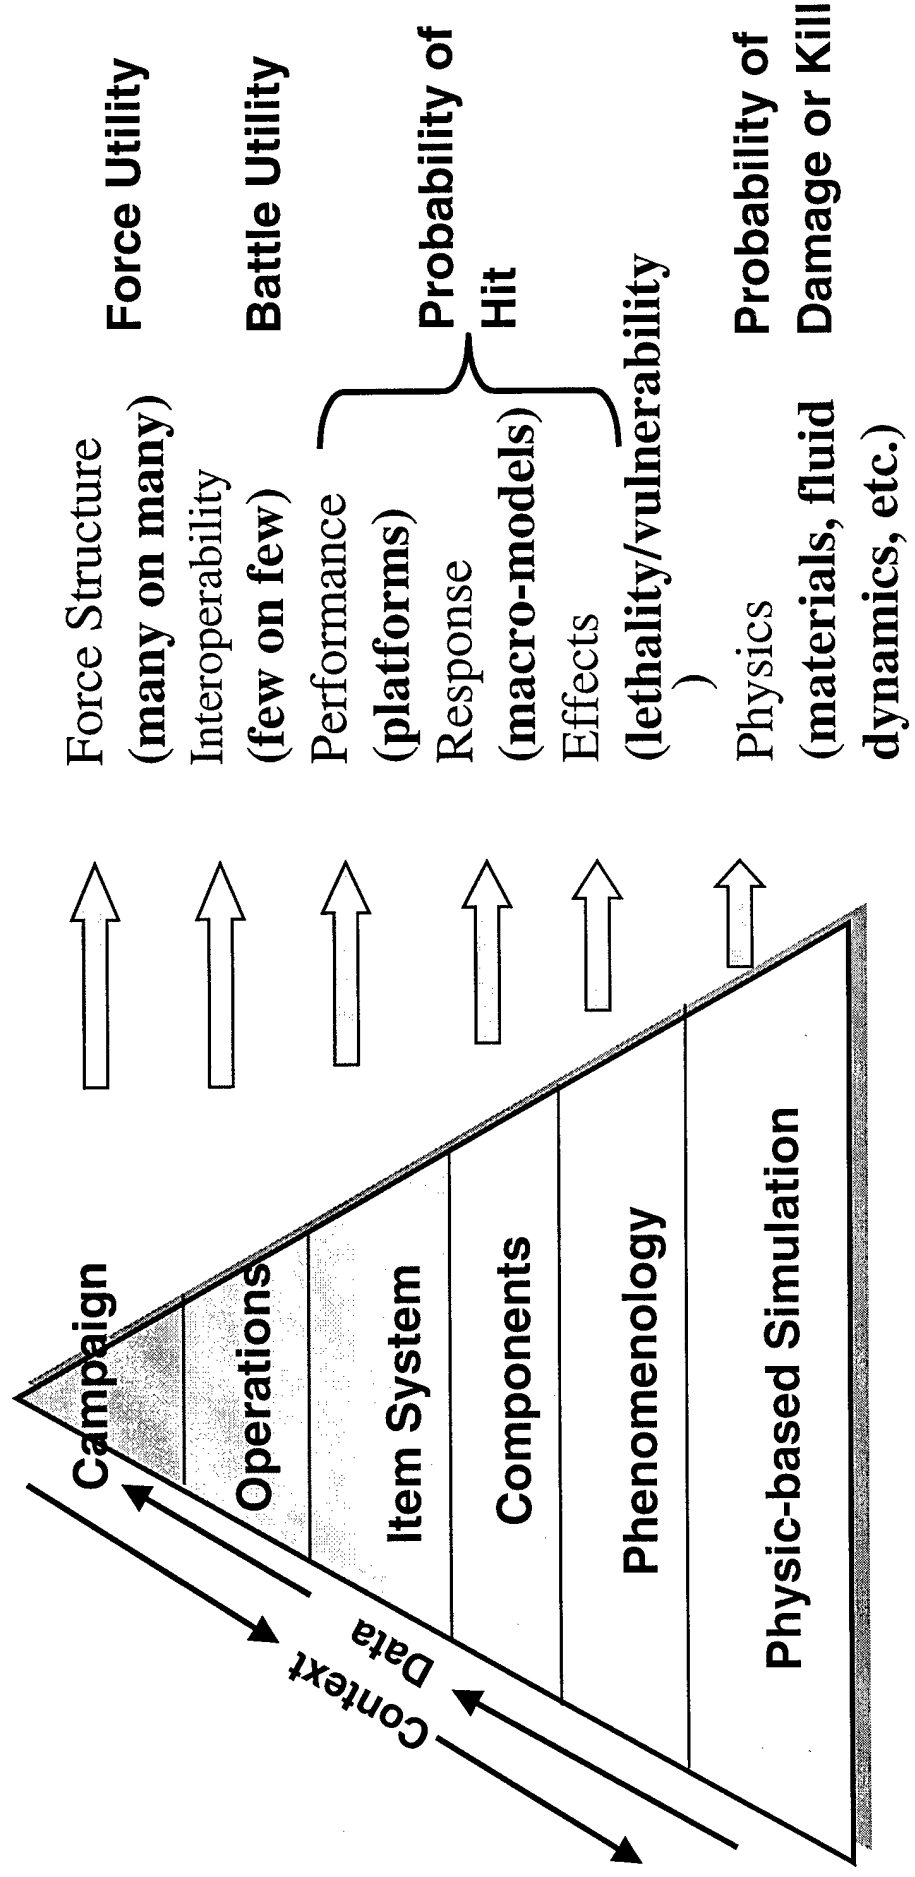 Campaign
Operations
Item System
Components
Phenomenology
Physic-based Simulation
Context
Data
Force Structure
(many on many)
Interoperability
(few on few)
Performance
(platforms)
Response
(macro-models)
Effects
(lethality/vulnerability
)
Physics
(materials, fluid
dynamics, etc.)
Force Utility
Battle Utility
Probability of
Hit
Probability of
Damage or Kill